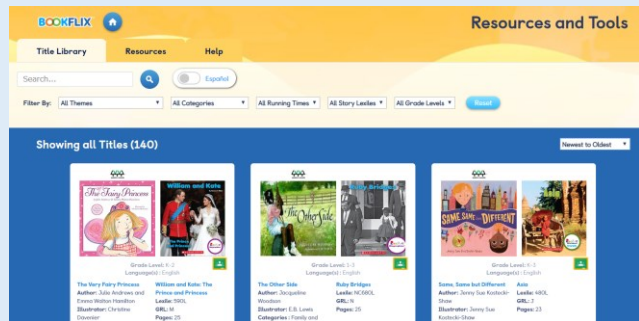 BOOKFLIX
Resources and Tools
Title Library Resources Help
Search... Español
Filter By: All Themes All Categories All Running Times All Story Lexiles All Grade Levels Reset
Showing all Titles (140) Newest to Oldest
The Fairy Princess William and Kate The Other Side Ruby Bridges SAME, SAME but DIFFERENT
Grade Level: K-2 Grade Level: 1-3 Grade Level: K-3
Language(s) : English Language(s) : English Language(s) : English
The Very Fairy Princess William and Kate: The The Other Side Ruby Bridges Same, Same but Different Asia
Author: Julie Andrews and Prince and Princess Author: Jacqueline Lexile: NC680L Author: Jenny Sue Kostecki- Lexile: 480L
Emma Walton Hamilton Lexile: 590L Woodson GRL: N Shaw GRL: J
Illustrator: Christine GRL: M Illustrator: E.B. Lewis Pages: 25 Illustrator: Jenny Sue Pages: 23
Davenier Pages: 25 Categories : Family and Kostecki-Shaw